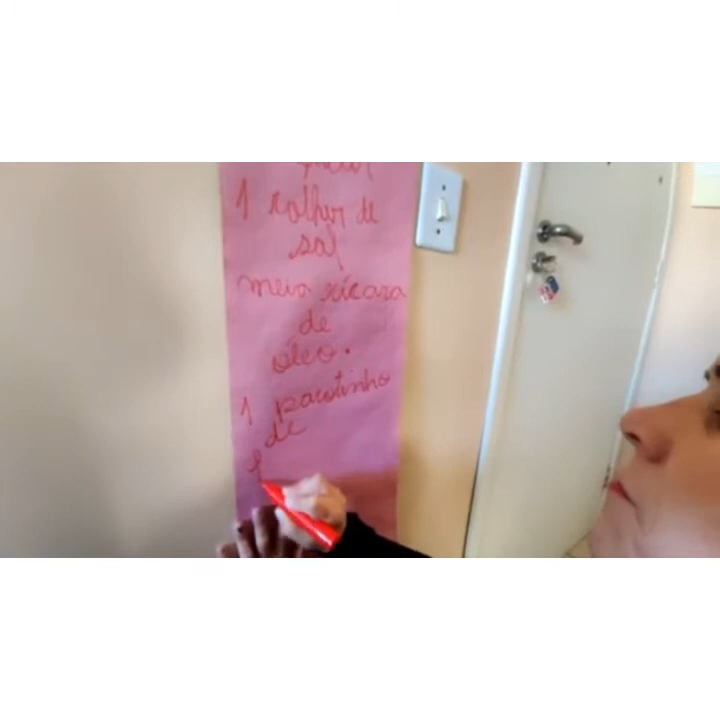 1 colher de
sal
meia xícara
de
óleo.
1 pacotinho
de
f